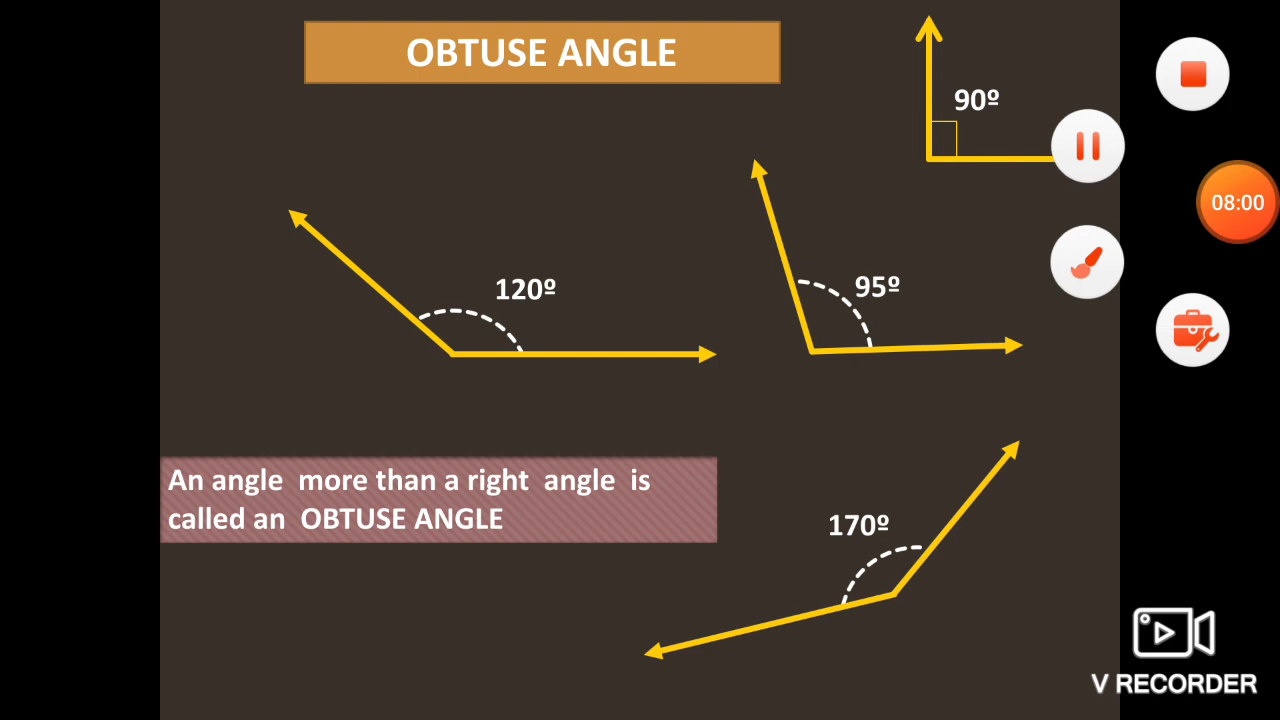 OBTUSE ANGLE
90º
08:00
120º
95º
An angle  more than a right  angle  is
called an  OBTUSE ANGLE
170º
V RECORDER